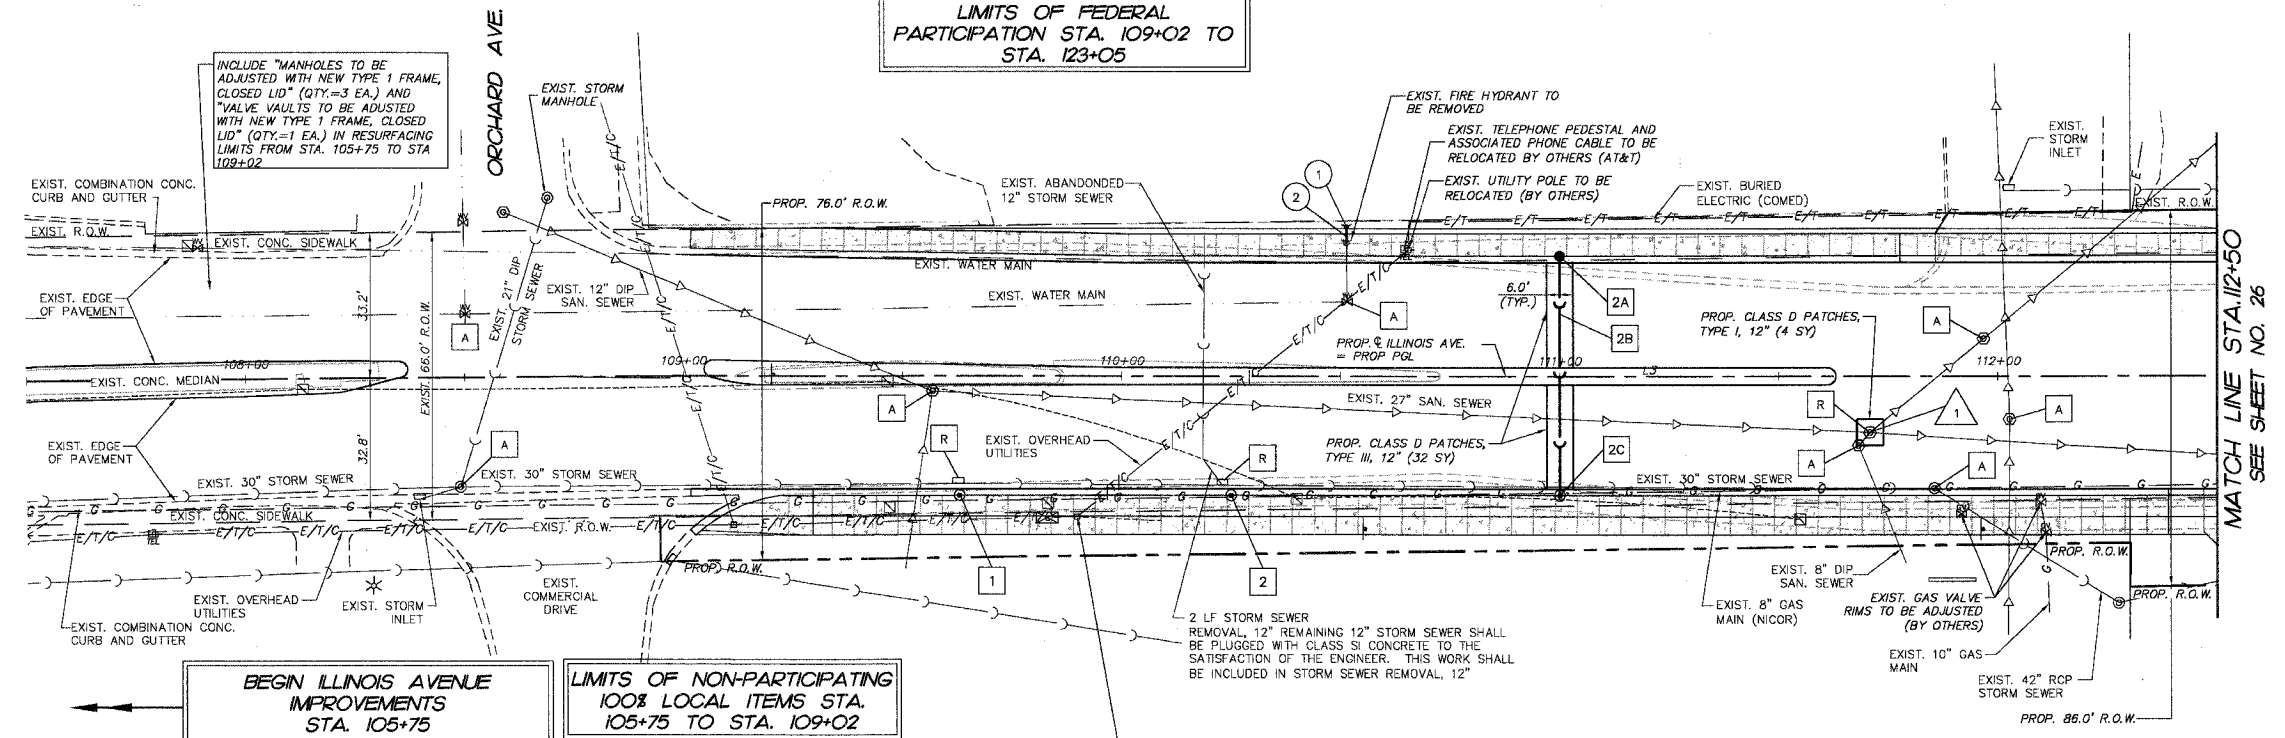 LIMITS OF FEDERAL
PARTICIPATION STA. 109+02 TO
STA. 123+05
INCLUDE "MANHOLES TO BE
ADJUSTED WITH NEW TYPE 1 FRAME,
CLOSED LID" (QTY.=3 EA.) AND
"VALVE VAULTS TO BE ADUSTED
WITH NEW TYPE 1 FRAME, CLOSED
LID" (QTY.=1 EA.) IN RESURFACING
LIMITS FROM STA. 105+75 TO STA
109+02
ORCHARD AVE.
EXIST. STORM
MANHOLE
E/T/C
EXIST. FIRE HYDRANT TO
BE REMOVED
EXIST. TELEPHONE PEDESTAL AND
ASSOCIATED PHONE CABLE TO BE
RELOCATED BY OTHERS (AT&T)
EXIST. UTILITY POLE TO BE
RELOCATED (BY OTHERS)
EXIST.
STORM
INLET
EXIST. COMBINATION CONC.
CURB AND GUTTER
EXIST. ABANDONDED
12" STORM SEWER
1
2
EXIST. BURIED
ELECTRIC (COMED)
PROP. 76.0' R.O.W.
EXIST. R.O.W.
E/T E/T E/T E/T E/T E/T E/T E/T E/T E/T
EXIST. R.O.W.
EXIST. CONC. SIDEWALK
EXIST. WATER MAIN
EXIST. WATER MAIN
EXIST. 21" DIP
STORM SEWER
EXIST. 12" DIP
SAN. SEWER
EXIST. EDGE
OF PAVEMENT
33.2'
EXIST. 66.0' R.O.W.
A
E/T/C
E/T/C
A
6.0'
(TYP.)
2A
2B
PROP. CLASS D PATCHES,
TYPE I, 12" (4 SY)
A
PROP. ℄ ILLINOIS AVE.
= PROP PGL
108+00
109+00
110+00
111+00
112+00
L3
EXIST. CONC. MEDIAN
A
EXIST. 27" SAN. SEWER
R
1
A
EXIST. EDGE
OF PAVEMENT
32.8'
A
R
EXIST. OVERHEAD
UTILITIES
R
PROP. CLASS D PATCHES,
TYPE III, 12" (32 SY)
2C
A
A
EXIST. 30" STORM SEWER
EXIST. 30" STORM SEWER
EXIST. 30" STORM SEWER
G G G G G G G G G G
EXIST. CONC. SIDEWALK
E/T/C E/T/C E/T/C E/T/C
EXIST. R.O.W.
E/T/C E/T/C E/T/C
PROP. R.O.W.
PROP. R.O.W.
PROP. R.O.W.
1
2
EXIST. COMMERCIAL
DRIVE
EXIST. OVERHEAD
UTILITIES
EXIST. STORM
INLET
EXIST. COMBINATION CONC.
CURB AND GUTTER
2 LF STORM SEWER
REMOVAL, 12" REMAINING 12" STORM SEWER SHALL
BE PLUGGED WITH CLASS SI CONCRETE TO THE
SATISFACTION OF THE ENGINEER. THIS WORK SHALL
BE INCLUDED IN STORM SEWER REMOVAL, 12"
EXIST. 8" DIP
SAN. SEWER
EXIST. 8" GAS
MAIN (NICOR)
EXIST. GAS VALVE
RIMS TO BE ADJUSTED
(BY OTHERS)
EXIST. 10" GAS
MAIN
EXIST. 42" RCP
STORM SEWER
PROP. 86.0' R.O.W.
BEGIN ILLINOIS AVENUE
IMPROVEMENTS
STA. 105+75
LIMITS OF NON-PARTICIPATING
100% LOCAL ITEMS STA.
105+75 TO STA. 109+02
MATCH LINE STA.112+50
SEE SHEET NO. 26